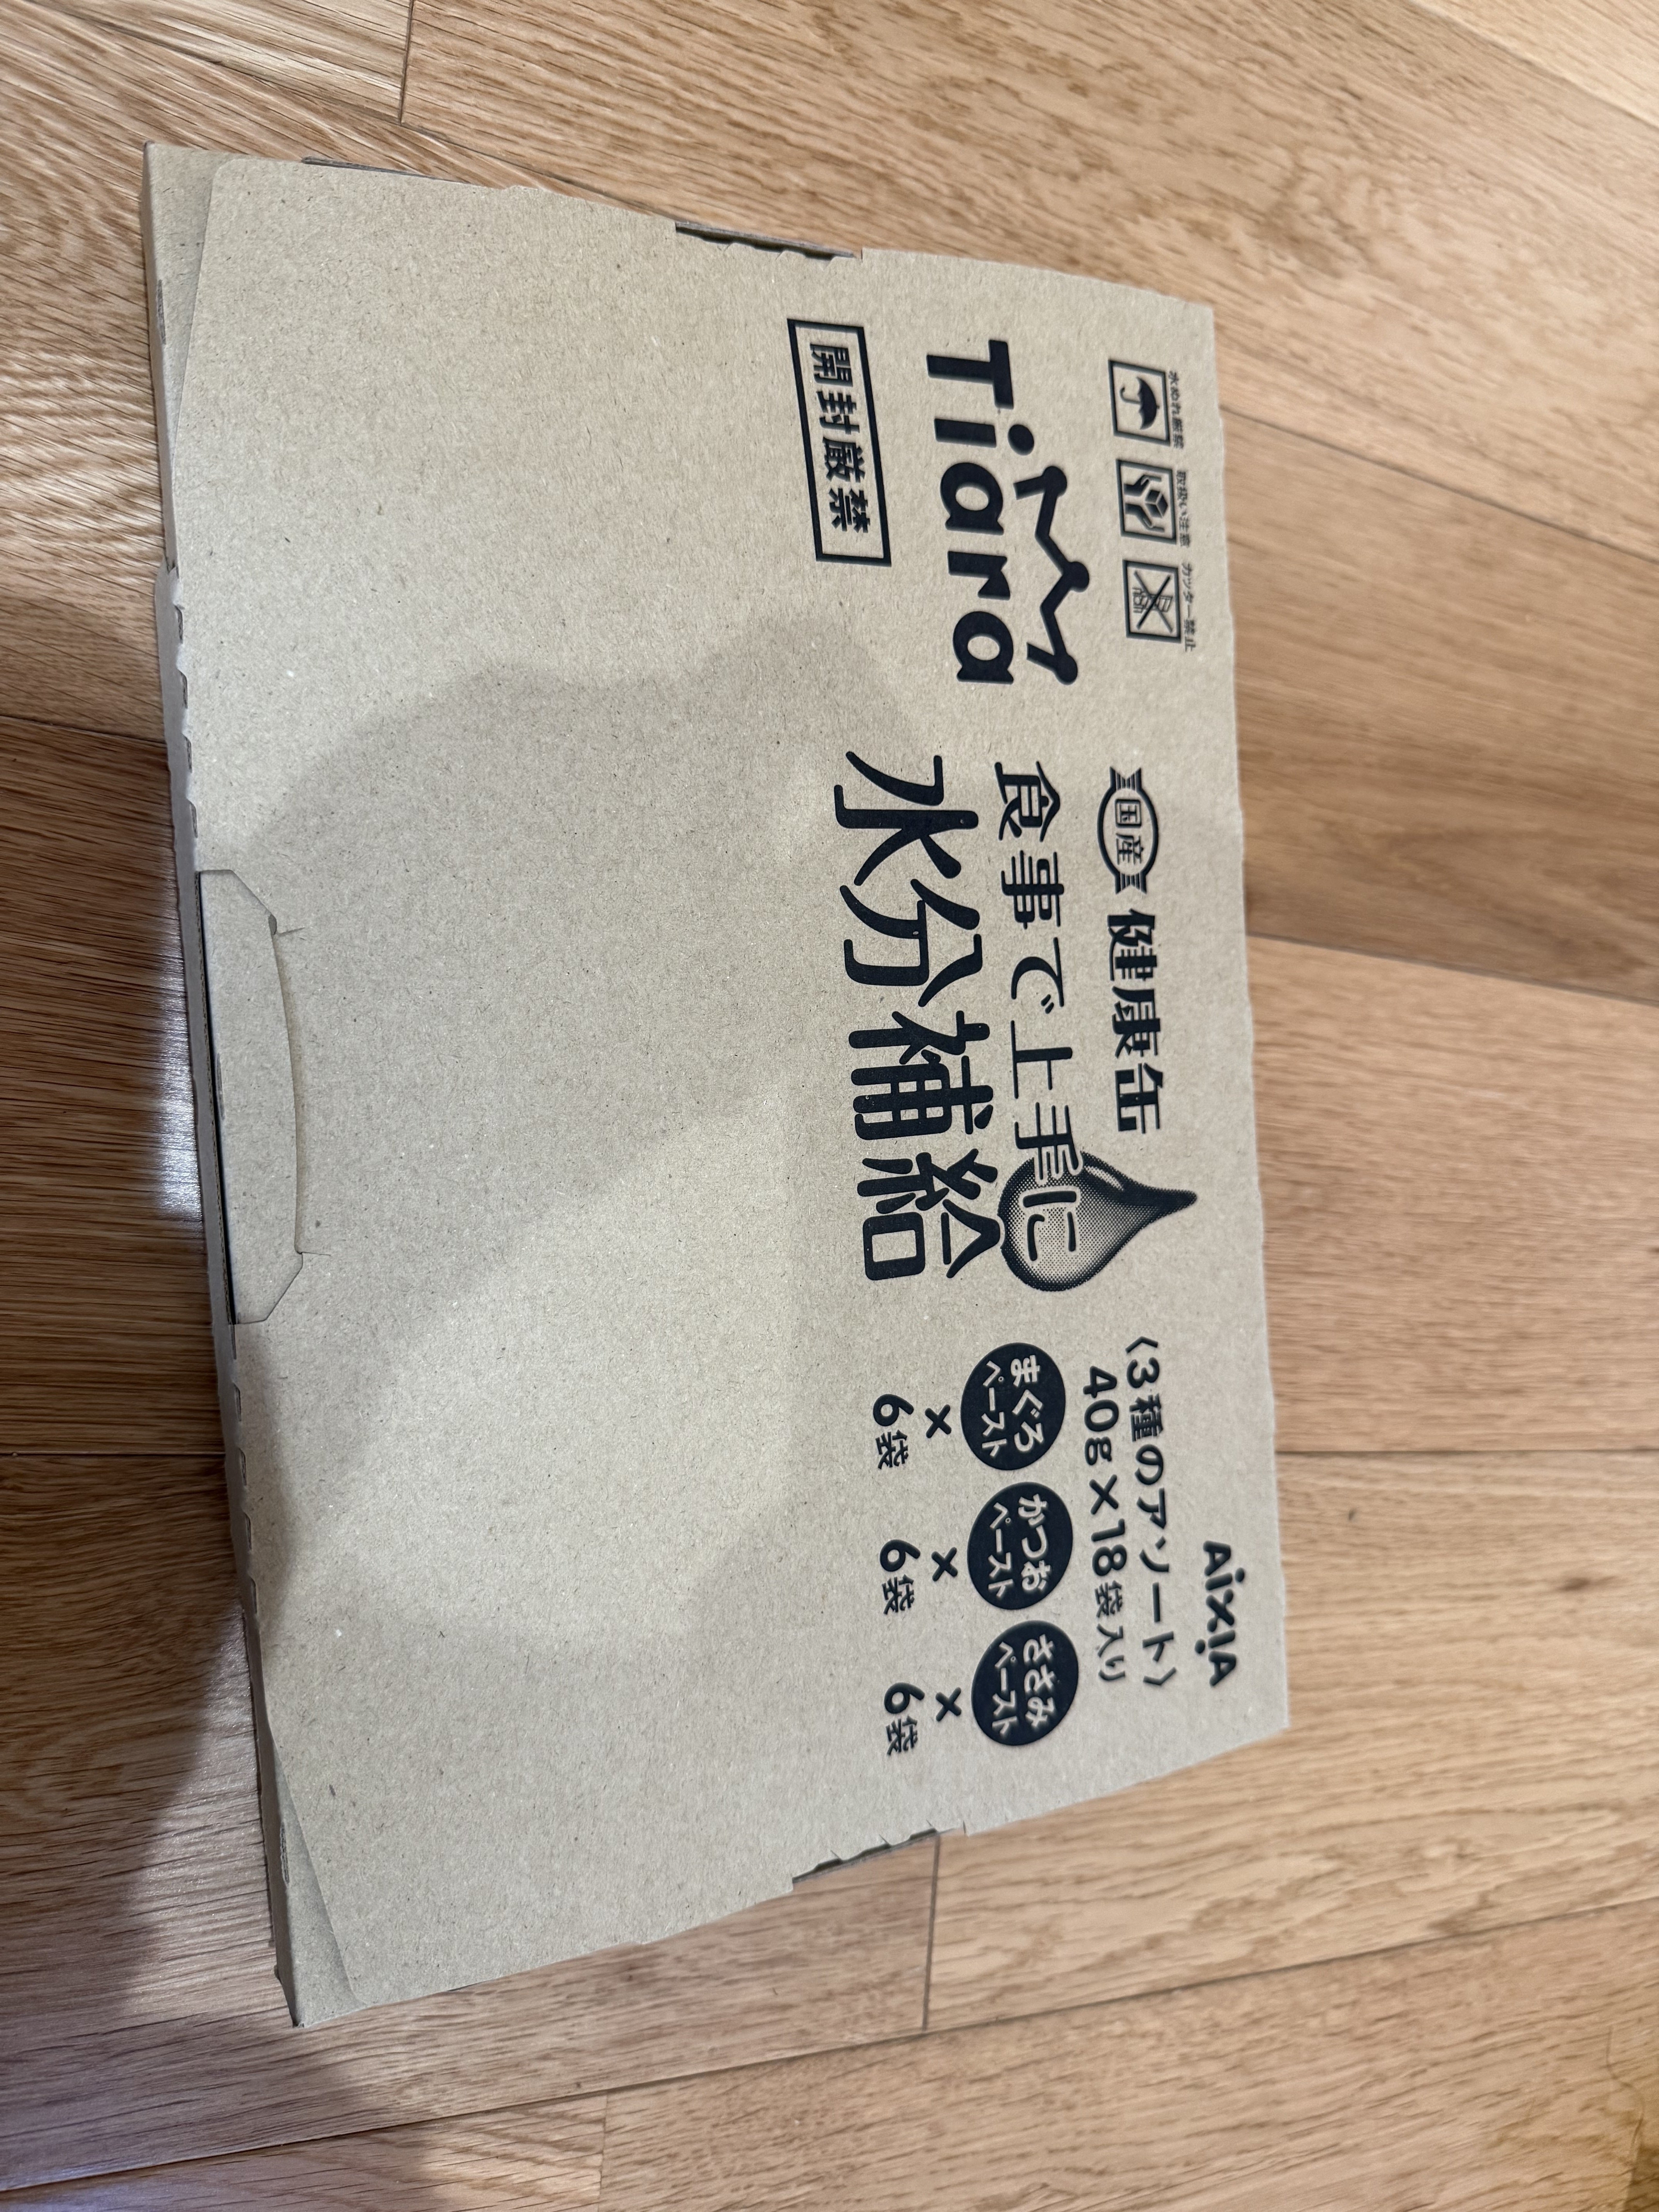 水ぬれ厳禁
取扱い注意
カッター禁止
Tiara
開封厳禁
国産
健康缶
食事で上手に
水分補給
AixiA
〈3種のアソート〉
40g×18袋入り
まぐろ
ペースト
×
6袋
かつお
ペースト
×
6袋
ささみ
ペースト
×
6袋